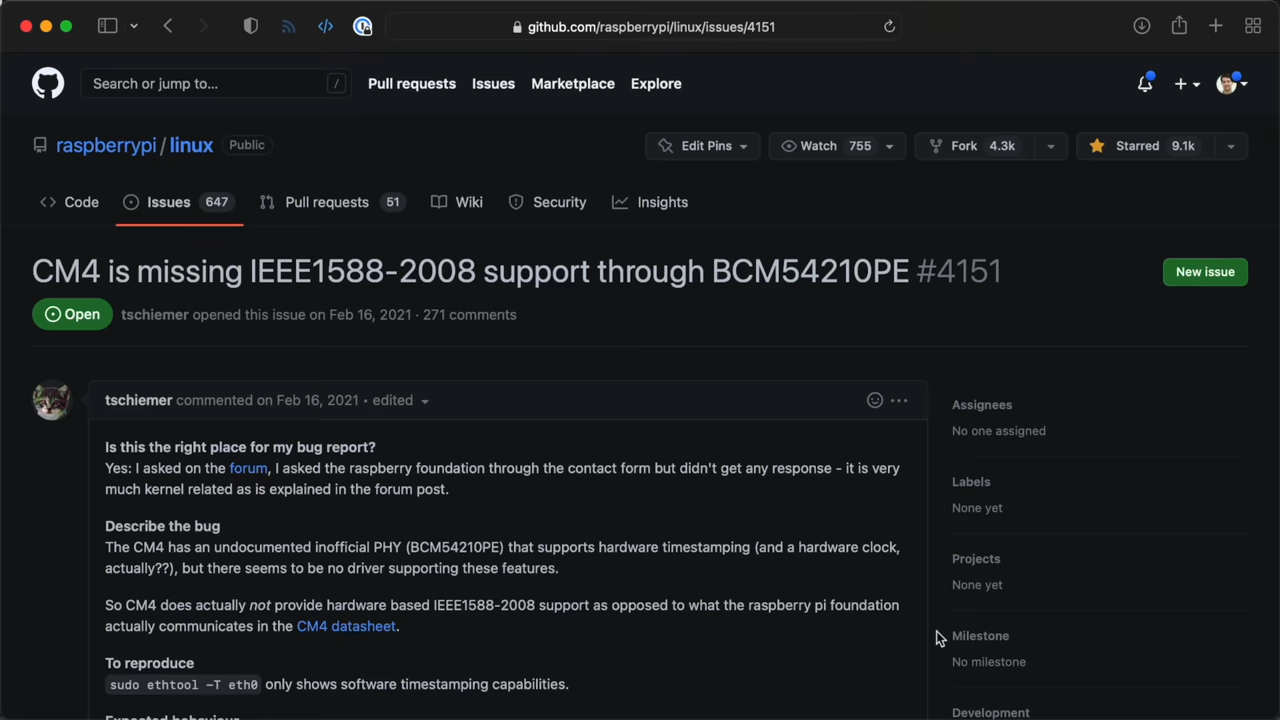 github.com/raspberrypi/linux/issues/4151
Search or jump to... /
Pull requests Issues Marketplace Explore
raspberrypi / linux Public
Edit Pins Watch 755 Fork 4.3k Starred 9.1k
Code Issues 647 Pull requests 51 Wiki Security Insights
CM4 is missing IEEE1588-2008 support through BCM54210PE #4151
New issue
Open tschiemer opened this issue on Feb 16, 2021 · 271 comments
tschiemer commented on Feb 16, 2021 • edited
Is this the right place for my bug report?
Yes: I asked on the forum, I asked the raspberry foundation through the contact form but didn't get any response - it is very
much kernel related as is explained in the forum post.
Describe the bug
The CM4 has an undocumented inofficial PHY (BCM54210PE) that supports hardware timestamping (and a hardware clock,
actually??), but there seems to be no driver supporting these features.
So CM4 does actually not provide hardware based IEEE1588-2008 support as opposed to what the raspberry pi foundation
actually communicates in the CM4 datasheet.
To reproduce
sudo ethtool -T eth0 only shows software timestamping capabilities.
Expected behaviour
Assignees
No one assigned
Labels
None yet
Projects
None yet
Milestone
No milestone
Development